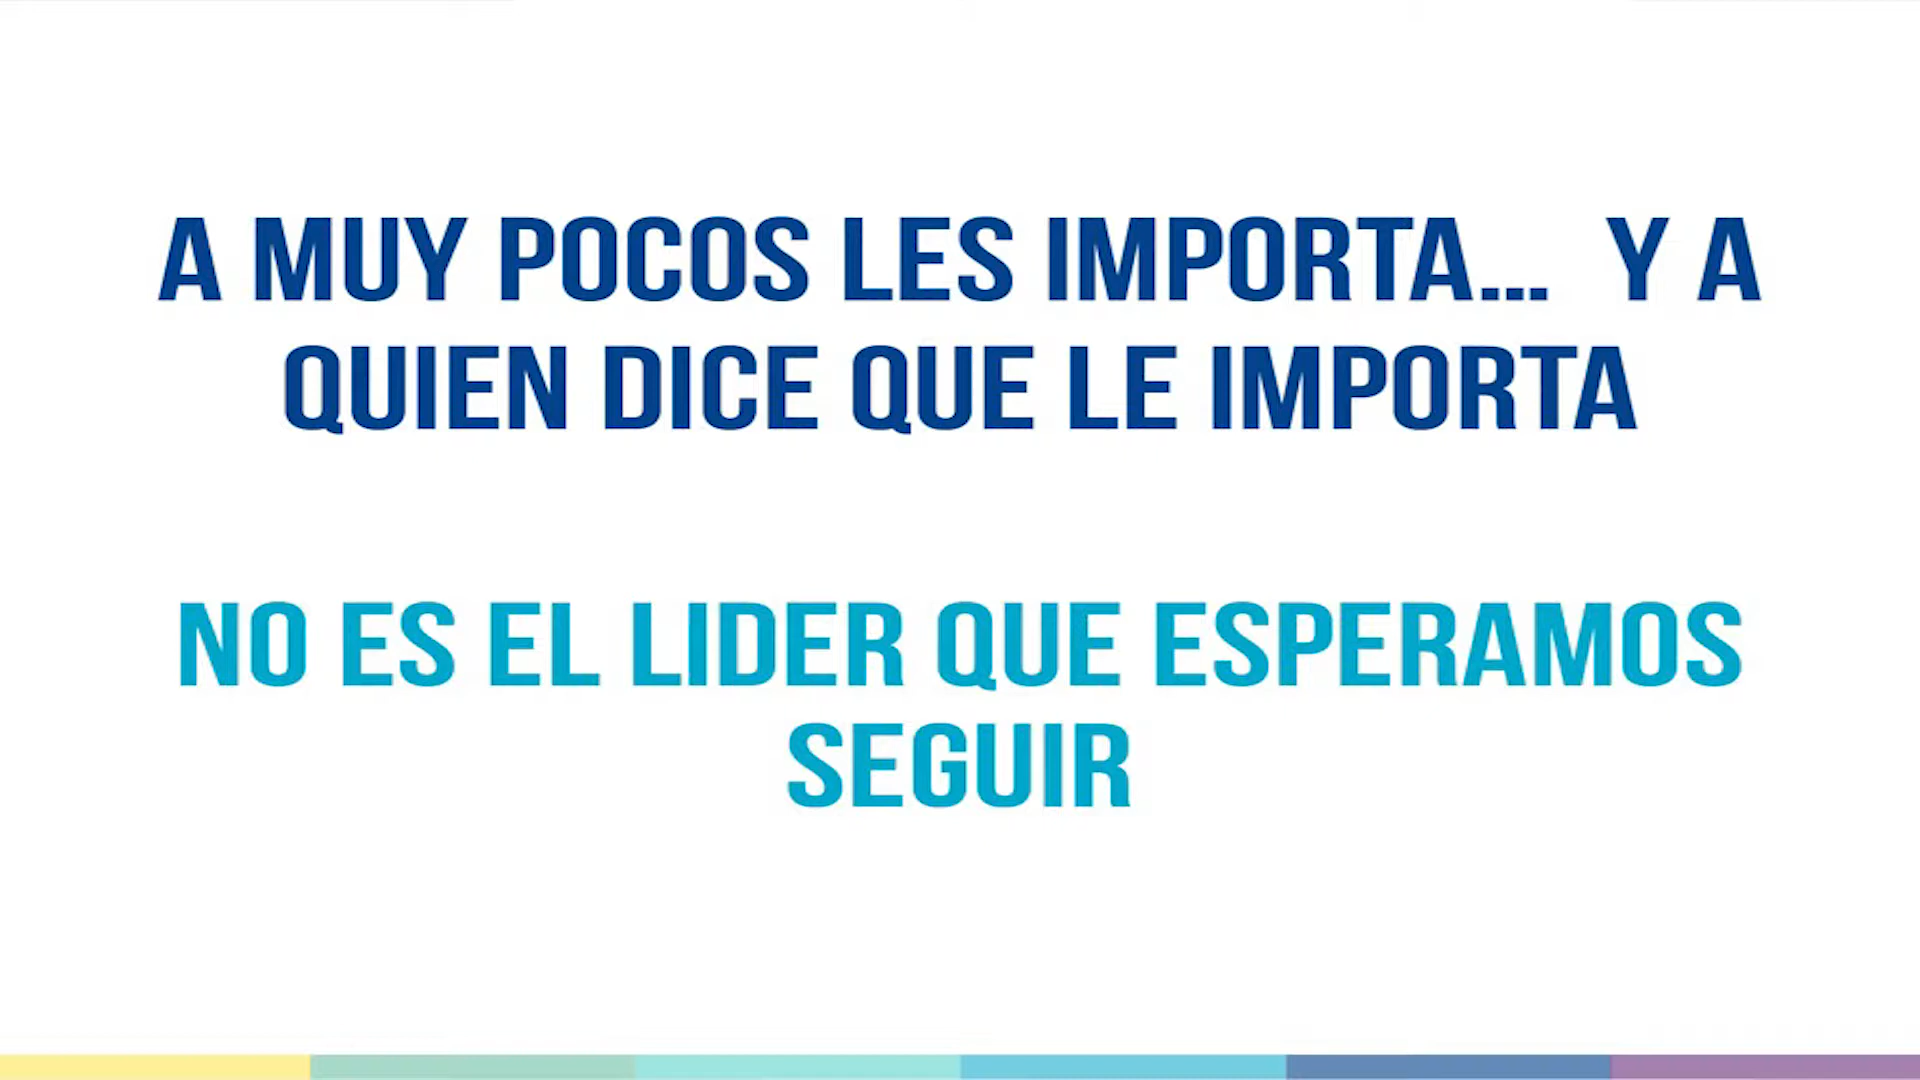 A MUY POCOS LES IMPORTA... Y A
QUIEN DICE QUE LE IMPORTA
NO ES EL LIDER QUE ESPERAMOS
SEGUIR